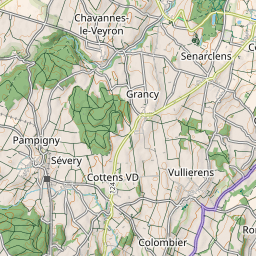 Chavannes-
le-Veyron
Senarclens
Grancy
Pampigny
Sévery
Cottens VD
Vullierens
Colombier